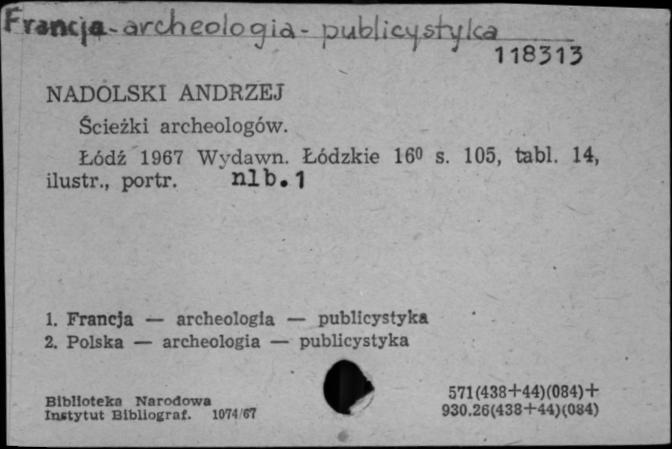 Francja - archeologia - publicystyka
118313
NADOLSKI ANDRZEJ
Ścieżki archeologów.
Łódź 1967 Wydawn. Łódzkie 16⁰ s. 105, tabl. 14,
ilustr., portr. nlb.1
1. Francja — archeologia — publicystyka
2. Polska — archeologia — publicystyka
Biblioteka Narodowa
Instytut Bibliograf. 1074/67
571(438+44)(084)+
930.26(438+44)(084)